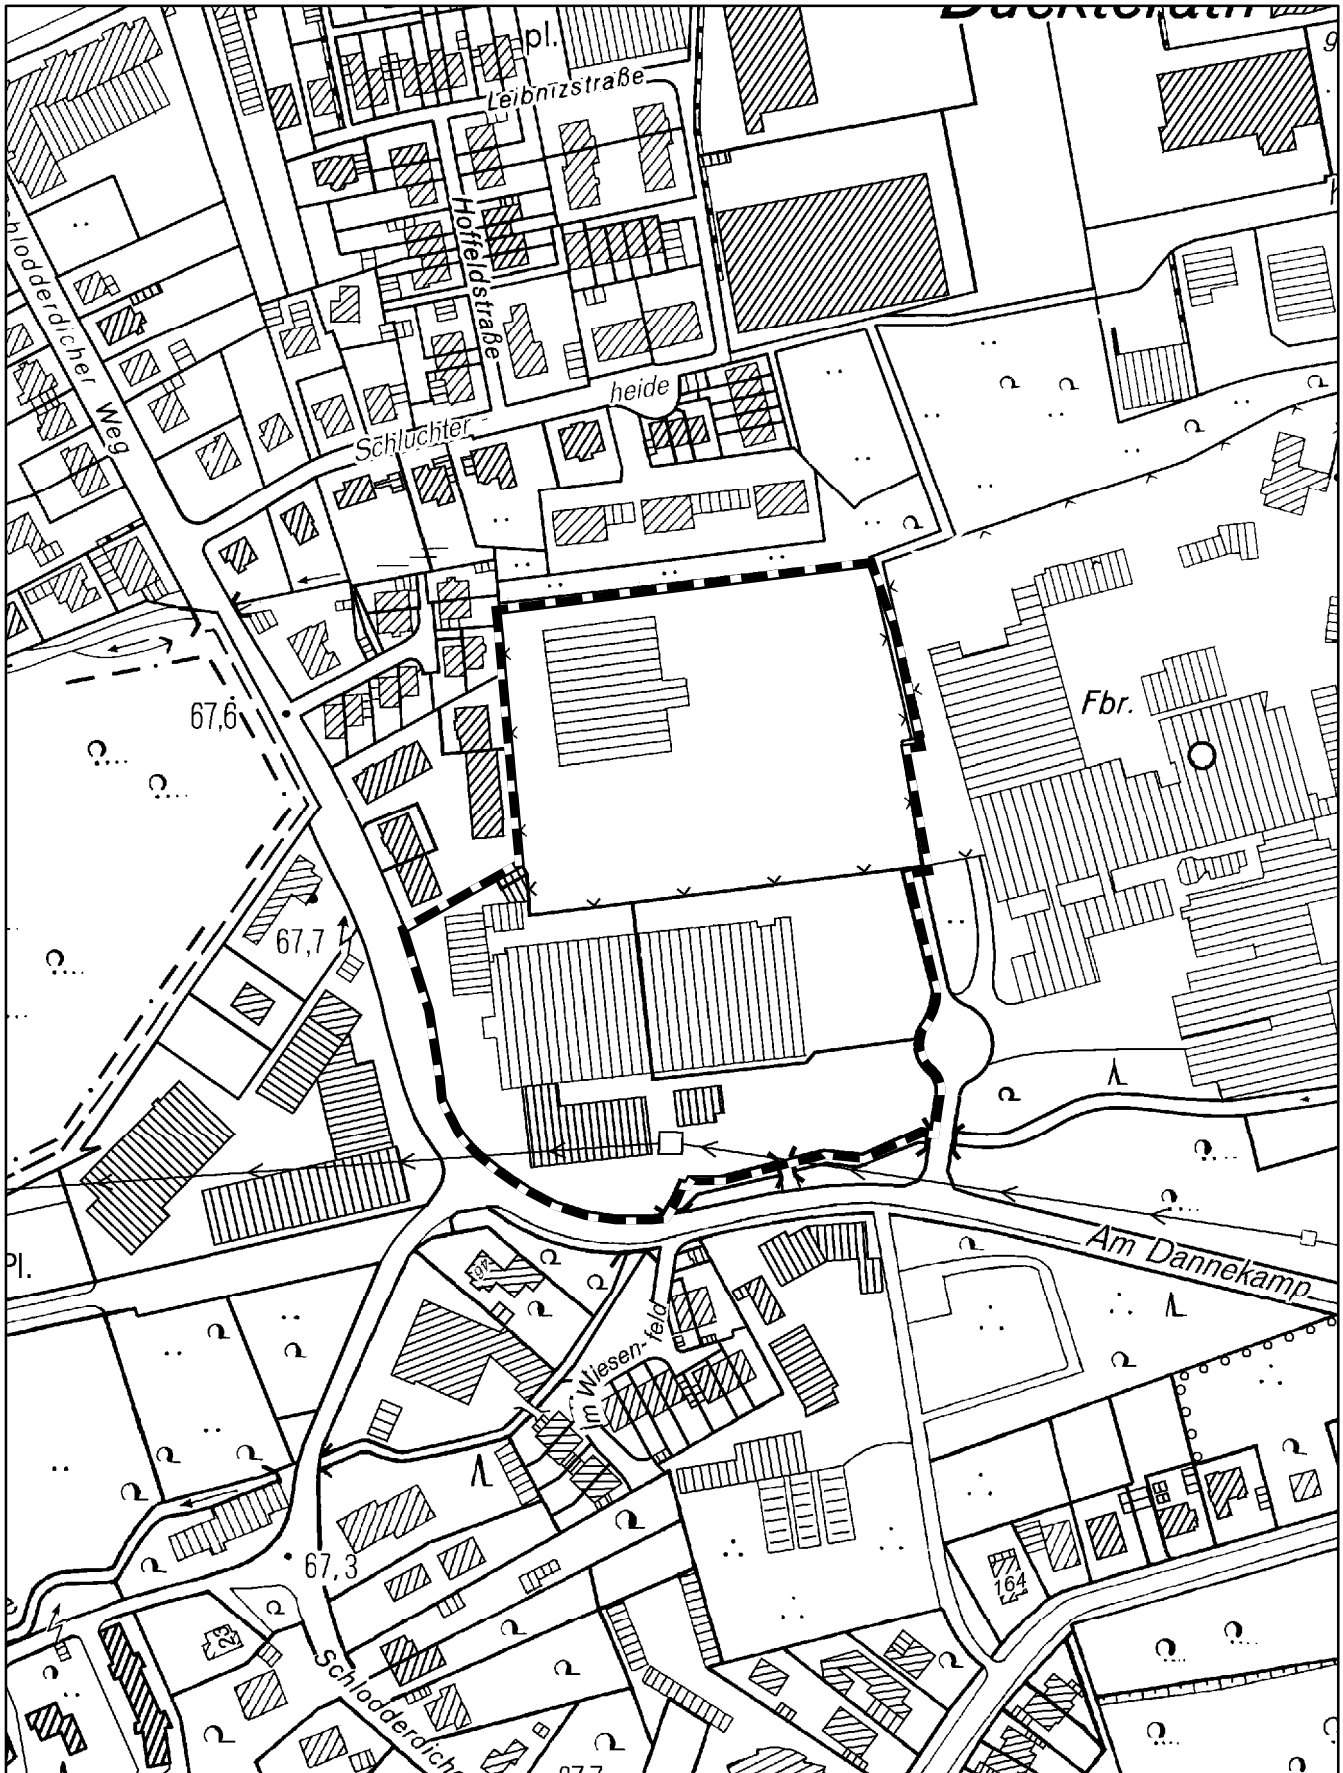 pl.
Leibnizstraße
Hoffeldstraße
Schlodderdicher Weg
heide
Schluchter-
67,6
Fbr.
67,7
Pl.
Am Dannekamp
Im Wiesen-feld
67,3
164
23